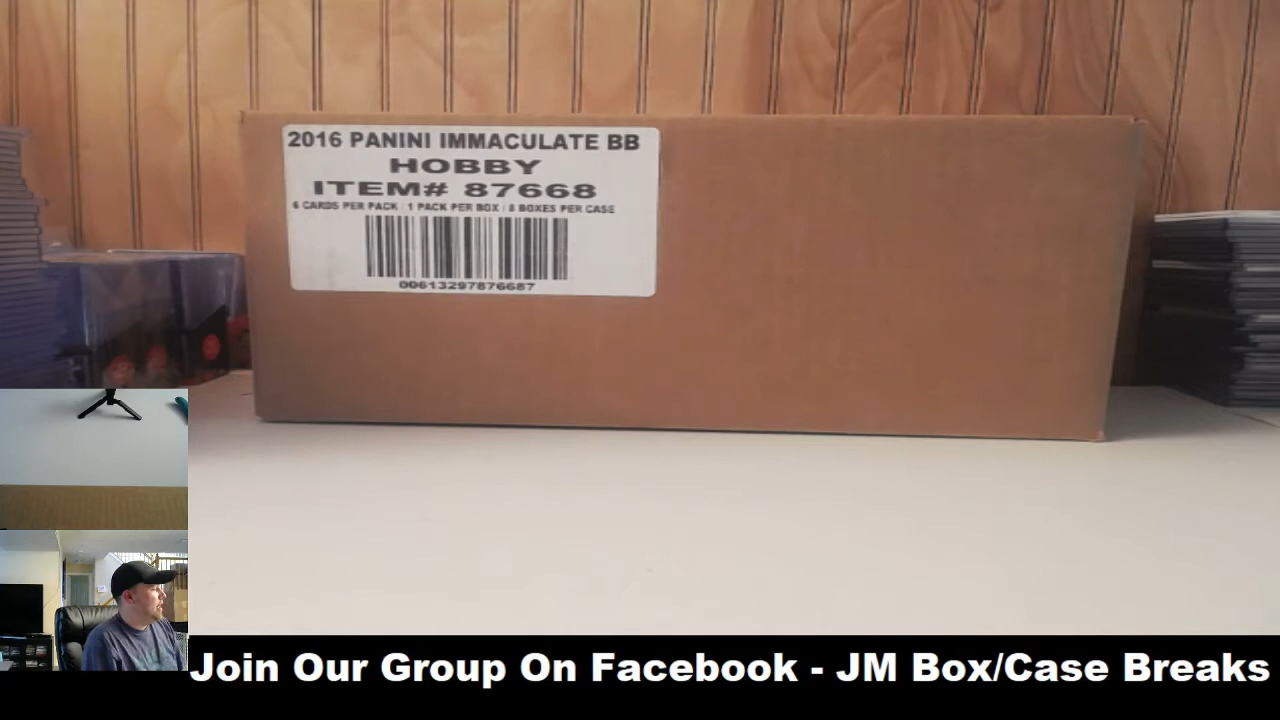 2016 PANINI IMMACULATE BB
HOBBY
ITEM# 87668
6 CARDS PER PACK / 1 PACK PER BOX / 8 BOXES PER CASE
00613297876687
Join Our Group On Facebook - JM Box/Case Breaks